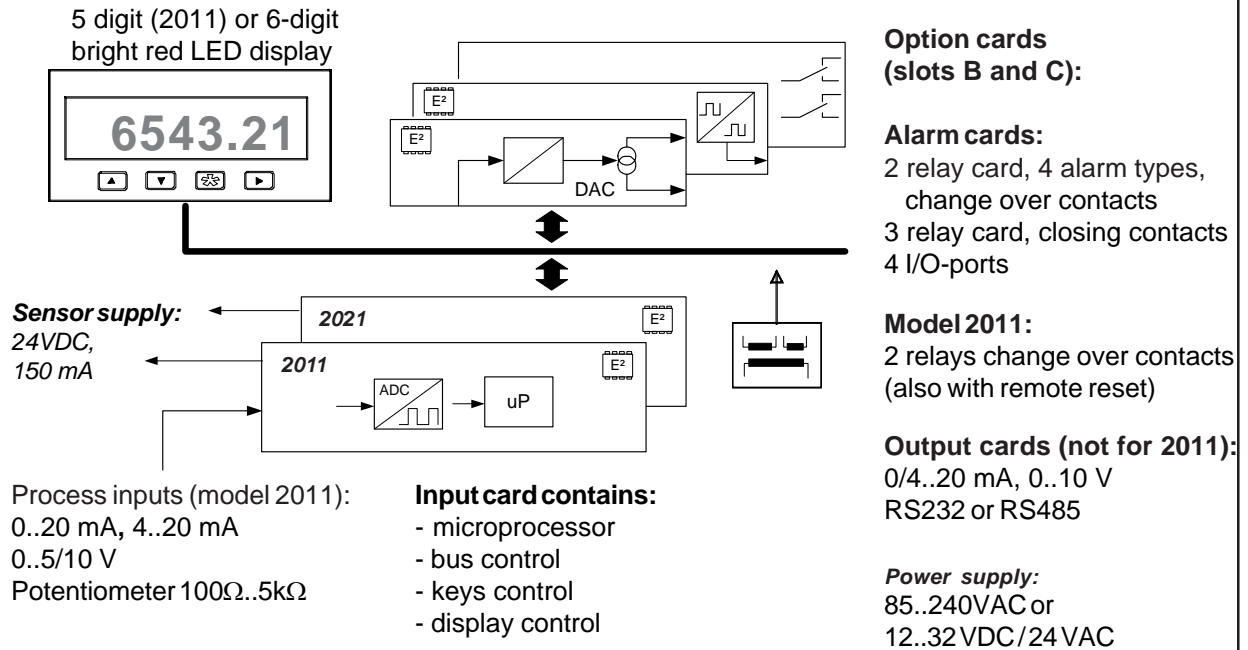 5 digit (2011) or 6-digit
bright red LED display
6543.21
E²
E²
DAC
Sensor supply:
24VDC,
150 mA
2021
E²
2011
E²
ADC
uP
Process inputs (model 2011):
0..20 mA, 4..20 mA
0..5/10 V
Potentiometer 100Ω..5kΩ
Input card contains:
- microprocessor
- bus control
- keys control
- display control
Option cards
(slots B and C):
Alarm cards:
2 relay card, 4 alarm types,
change over contacts
3 relay card, closing contacts
4 I/O-ports
Model 2011:
2 relays change over contacts
(also with remote reset)
Output cards (not for 2011):
0/4..20 mA, 0..10 V
RS232 or RS485
Power supply:
85..240VAC or
12..32 VDC / 24 VAC